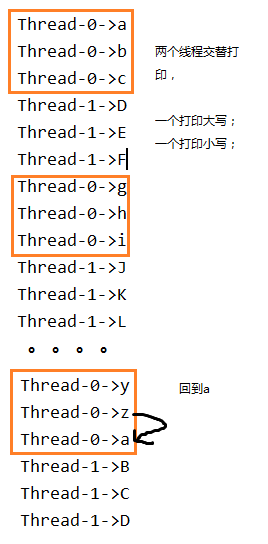 Thread-0->a
Thread-0->b
Thread-0->c
Thread-1->D
Thread-1->E
Thread-1->F
Thread-0->g
Thread-0->h
Thread-0->i
Thread-1->J
Thread-1->K
Thread-1->L
。。。。
Thread-0->y
Thread-0->z
Thread-0->a
Thread-1->B
Thread-1->C
Thread-1->D
两个线程交替打
印，
一个打印大写；
一个打印小写；
回到a